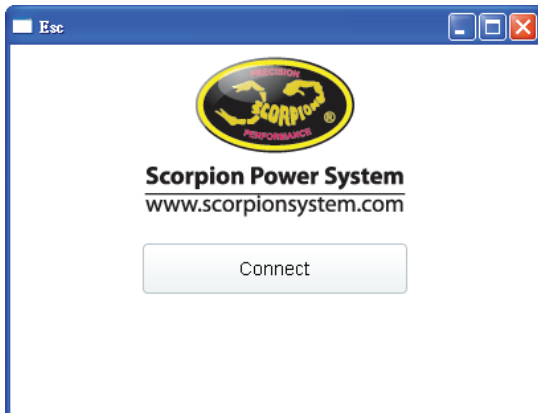 Esc
PRECISION
SCORPION
®
PERFORMANCE
Scorpion Power System
www.scorpionsystem.com
Connect